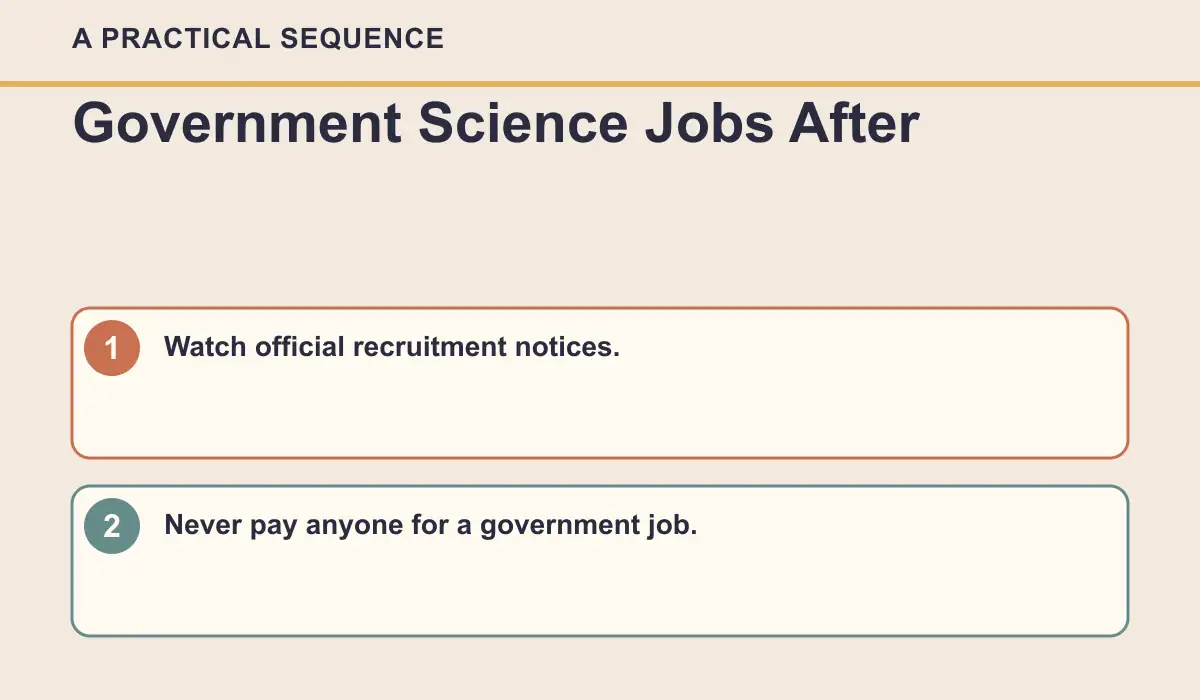 A PRACTICAL SEQUENCE
Government Science Jobs After
1
Watch official recruitment notices.
2
Never pay anyone for a government job.